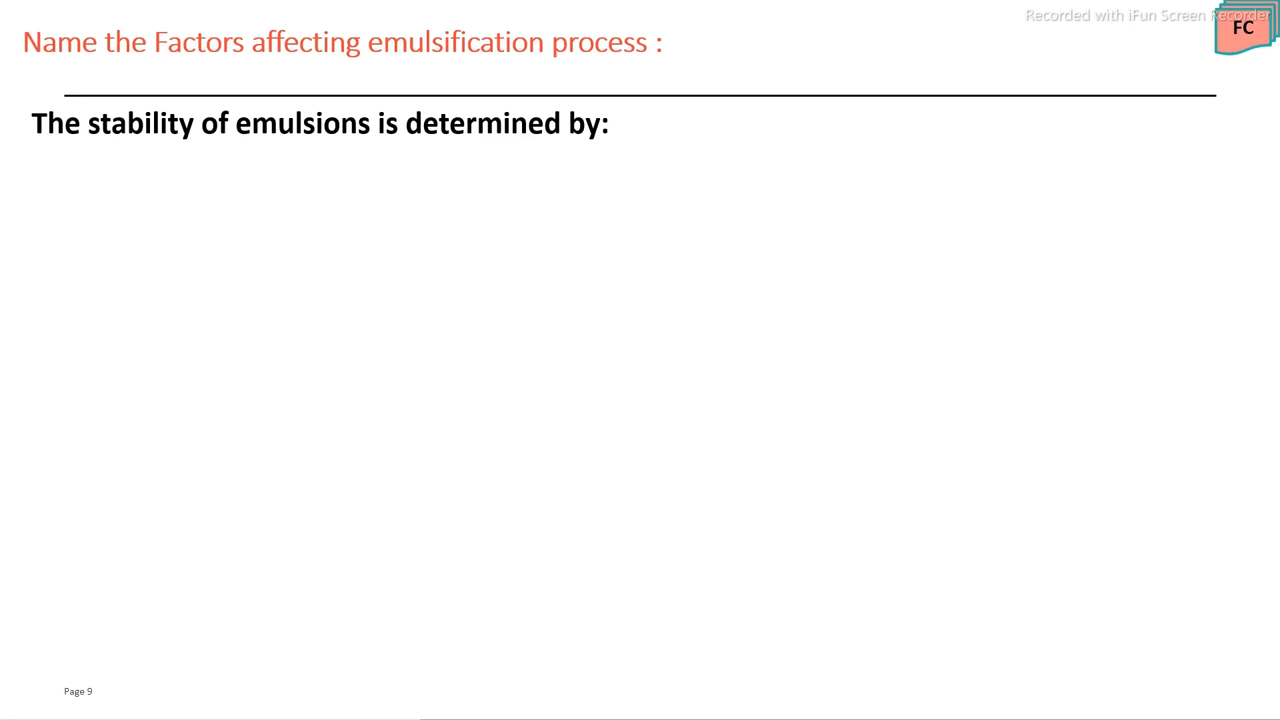 Recorded with iFun Screen Recorder
FC
Name the Factors affecting emulsification process :
The stability of emulsions is determined by:
Page 9